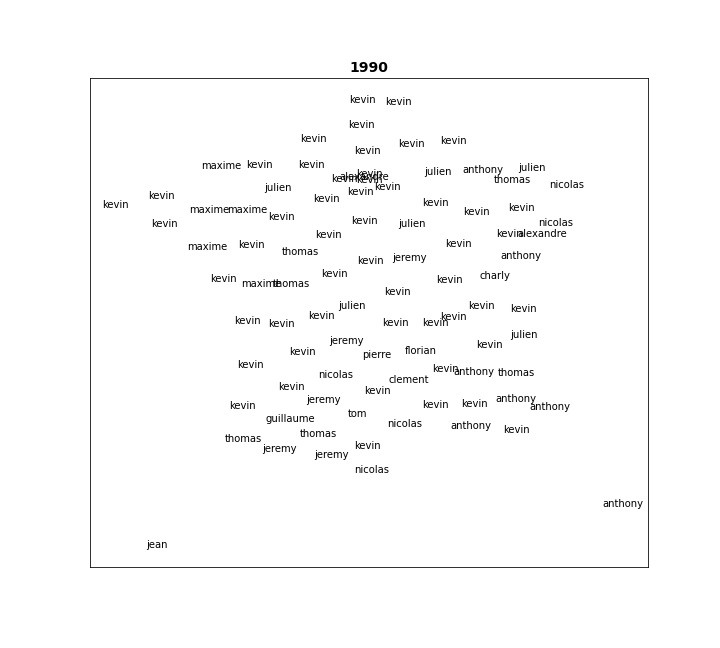 1990
kevin kevin
kevin
kevin kevin kevin
kevin
maxime kevin kevin julien anthony julien
kevin alexandre kevin kevin thomas
julien kevin kevin nicolas
kevin kevin kevin
kevin maxime maxime kevin kevin kevin
kevin kevin kevin julien nicolas
kevin kevin alexandre
maxime kevin thomas kevin
kevin jeremy anthony
kevin maxime thomas kevin kevin charly
kevin
julien kevin kevin
kevin kevin kevin kevin kevin kevin
julien
jeremy kevin
kevin pierre florian
kevin nicolas kevin anthony thomas
kevin kevin clement
jeremy kevin kevin anthony
kevin tom kevin anthony
guillaume nicolas anthony kevin
thomas thomas
jeremy jeremy kevin
nicolas
anthony
jean